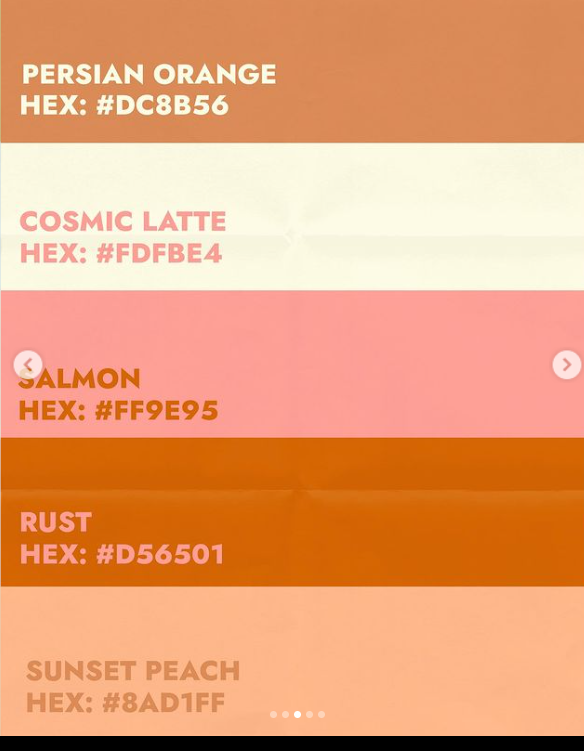 PERSIAN ORANGE
HEX: #DC8B56
COSMIC LATTE
HEX: #FDFBE4
SALMON
HEX: #FF9E95
RUST
HEX: #D56501
SUNSET PEACH
HEX: #8AD1FF